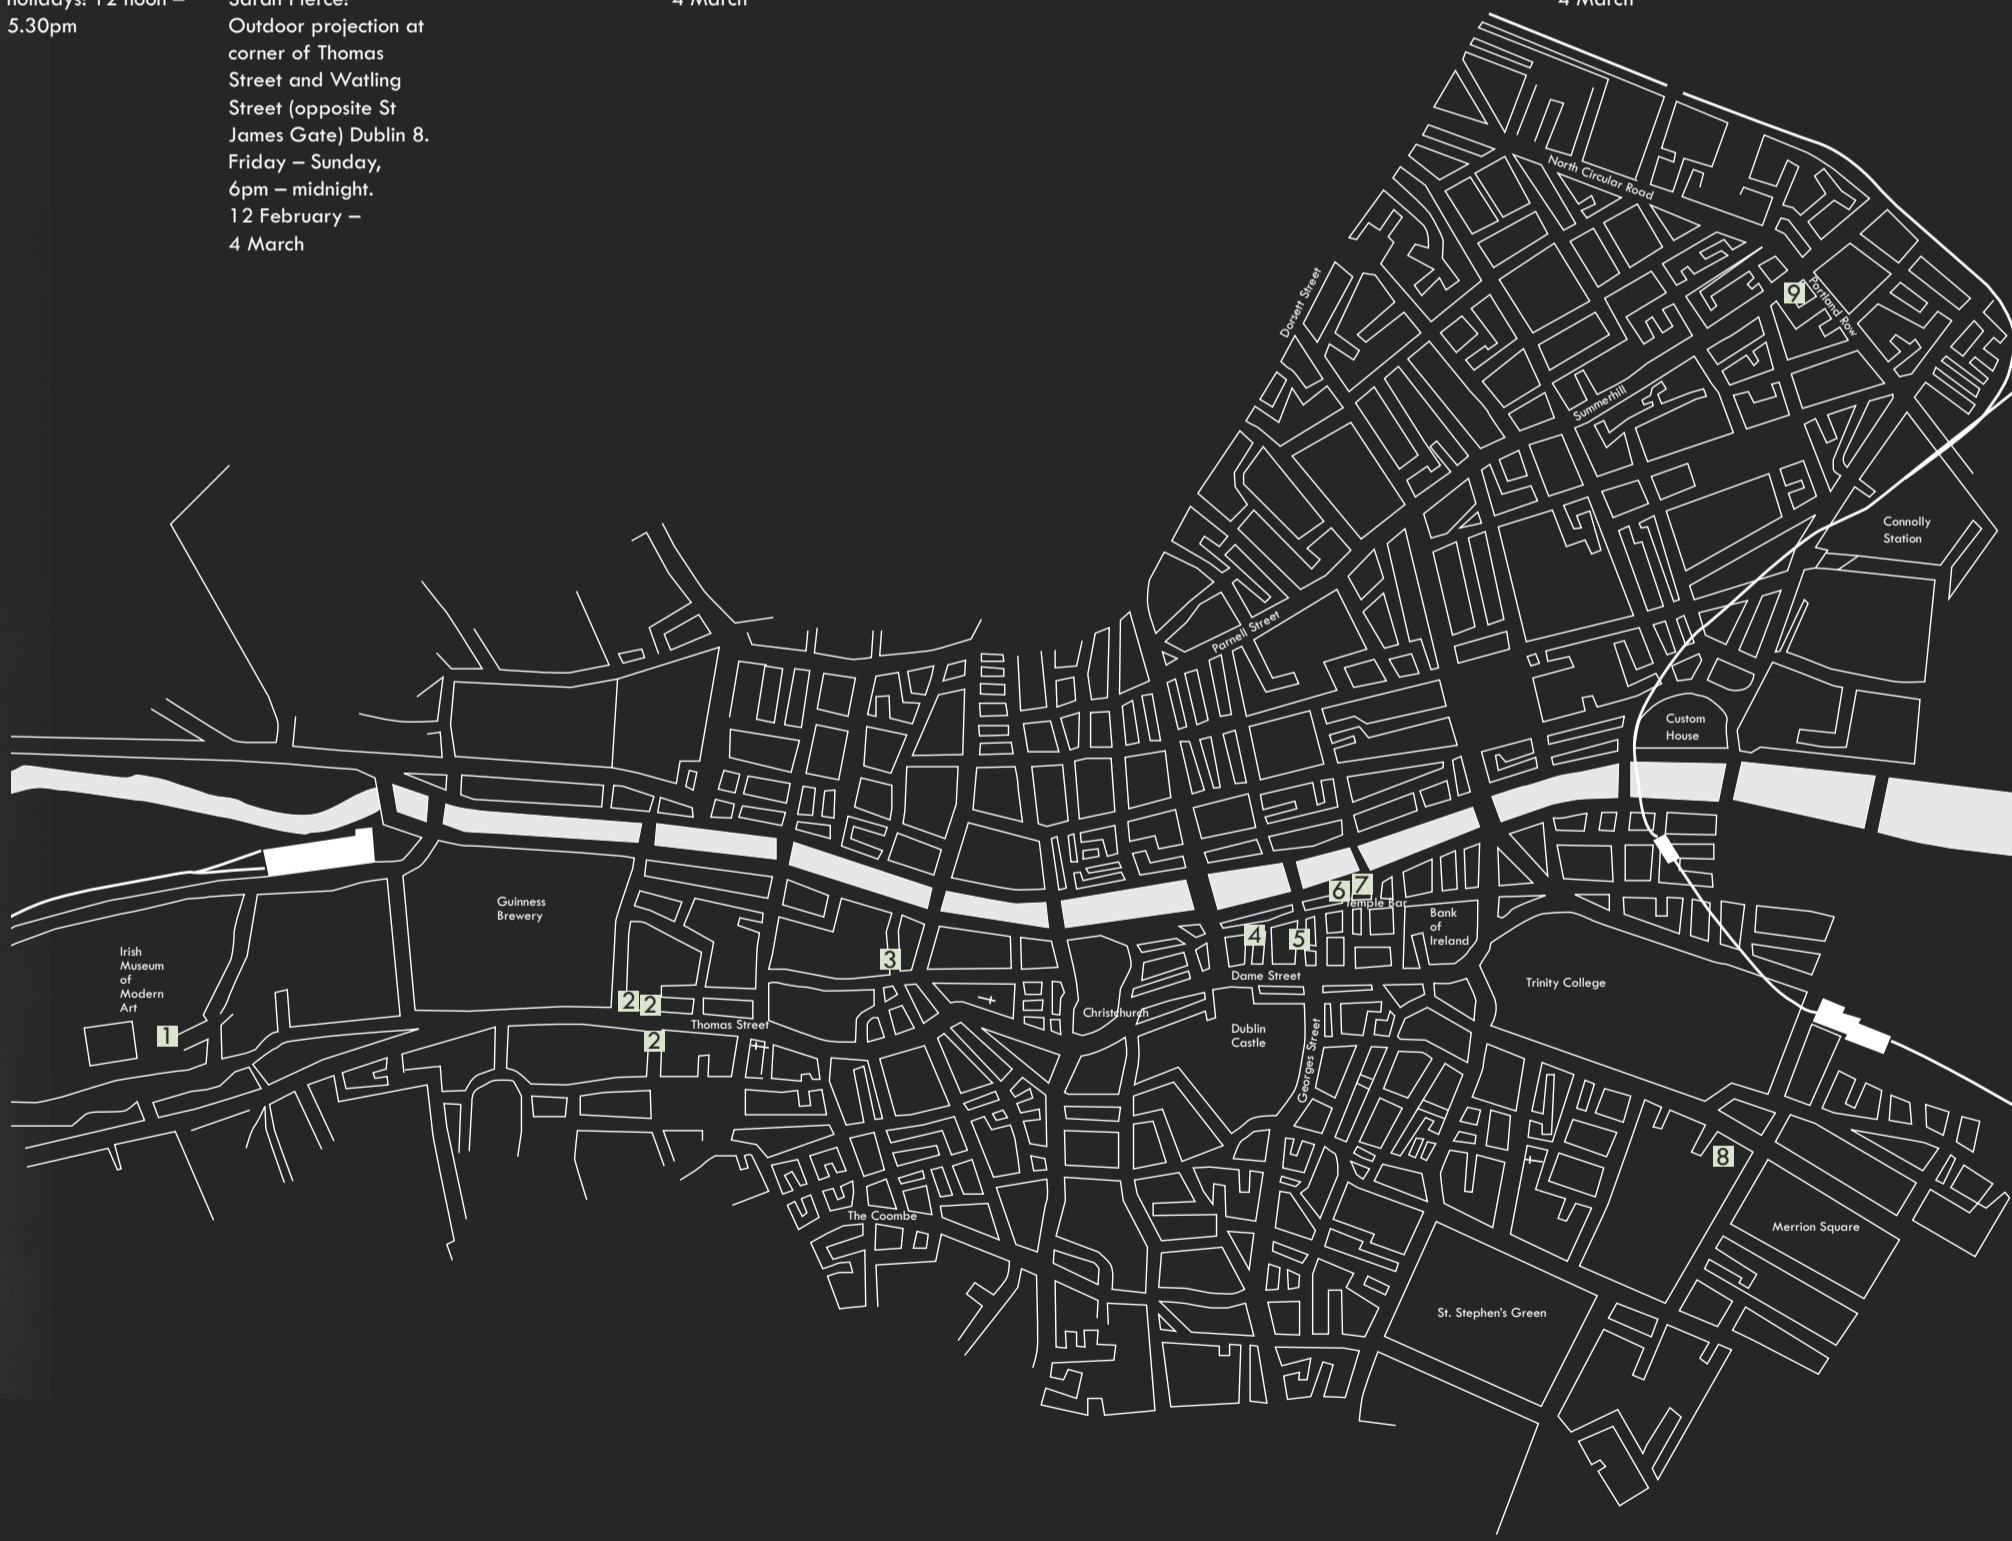 5.30pm
Outdoor projection at
corner of Thomas
Street and Watling
Street (opposite St
James Gate) Dublin 8.
Friday – Sunday,
6pm – midnight.
12 February –
4 March
4 March
4 March
North Circular Road
Dorsett Street
9
Portland Row
Summerhill
Connolly
Station
Parnell Street
Custom
House
Guinness
Brewery
6
7
Temple Bar
Bank
of
Ireland
Irish
Museum
of
Modern
Art
3
4
5
Dame Street
Trinity College
1
2
2
2
Thomas Street
Christchurch
Dublin
Castle
Georges Street
8
The Coombe
Merrion Square
St. Stephen's Green